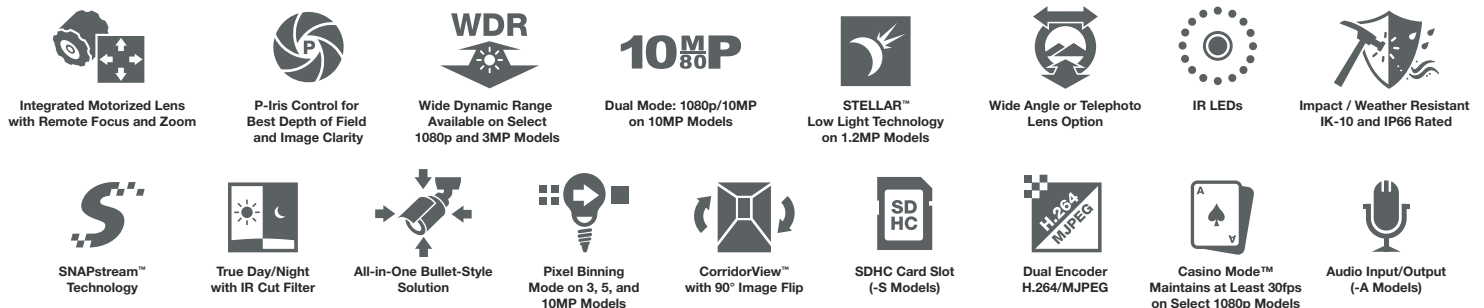 WDR
10 M 80 P
P
Integrated Motorized Lens
with Remote Focus and Zoom
P-Iris Control for
Best Depth of Field
and Image Clarity
Wide Dynamic Range
Available on Select
1080p and 3MP Models
Dual Mode: 1080p/10MP
on 10MP Models
STELLAR™
Low Light Technology
on 1.2MP Models
Wide Angle or Telephoto
Lens Option
IR LEDs
Impact / Weather Resistant
IK-10 and IP66 Rated
S
SD
HC
H.264
MJPEG
A
A
SNAPstream™
Technology
True Day/Night
with IR Cut Filter
All-in-One Bullet-Style
Solution
Pixel Binning
Mode on 3, 5, and
10MP Models
CorridorView™
with 90° Image Flip
SDHC Card Slot
(-S Models)
Dual Encoder
H.264/MJPEG
Casino Mode™
Maintains at Least 30fps
on Select 1080p Models
Audio Input/Output
(-A Models)